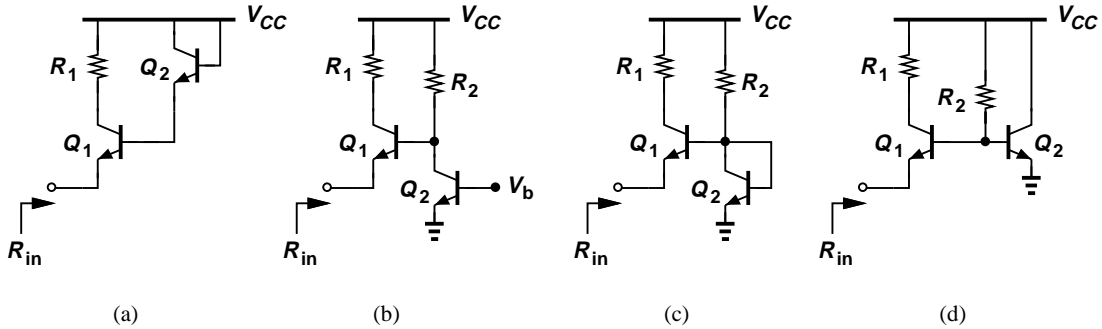 V_CC V_CC V_CC V_CC
R_1 Q_2 R_1 R_2 R_1 R_2 R_1 R_2
Q_1 Q_1 Q_2 V_b Q_1 Q_2 Q_1 Q_2
R_in R_in R_in R_in
(a) (b) (c) (d)